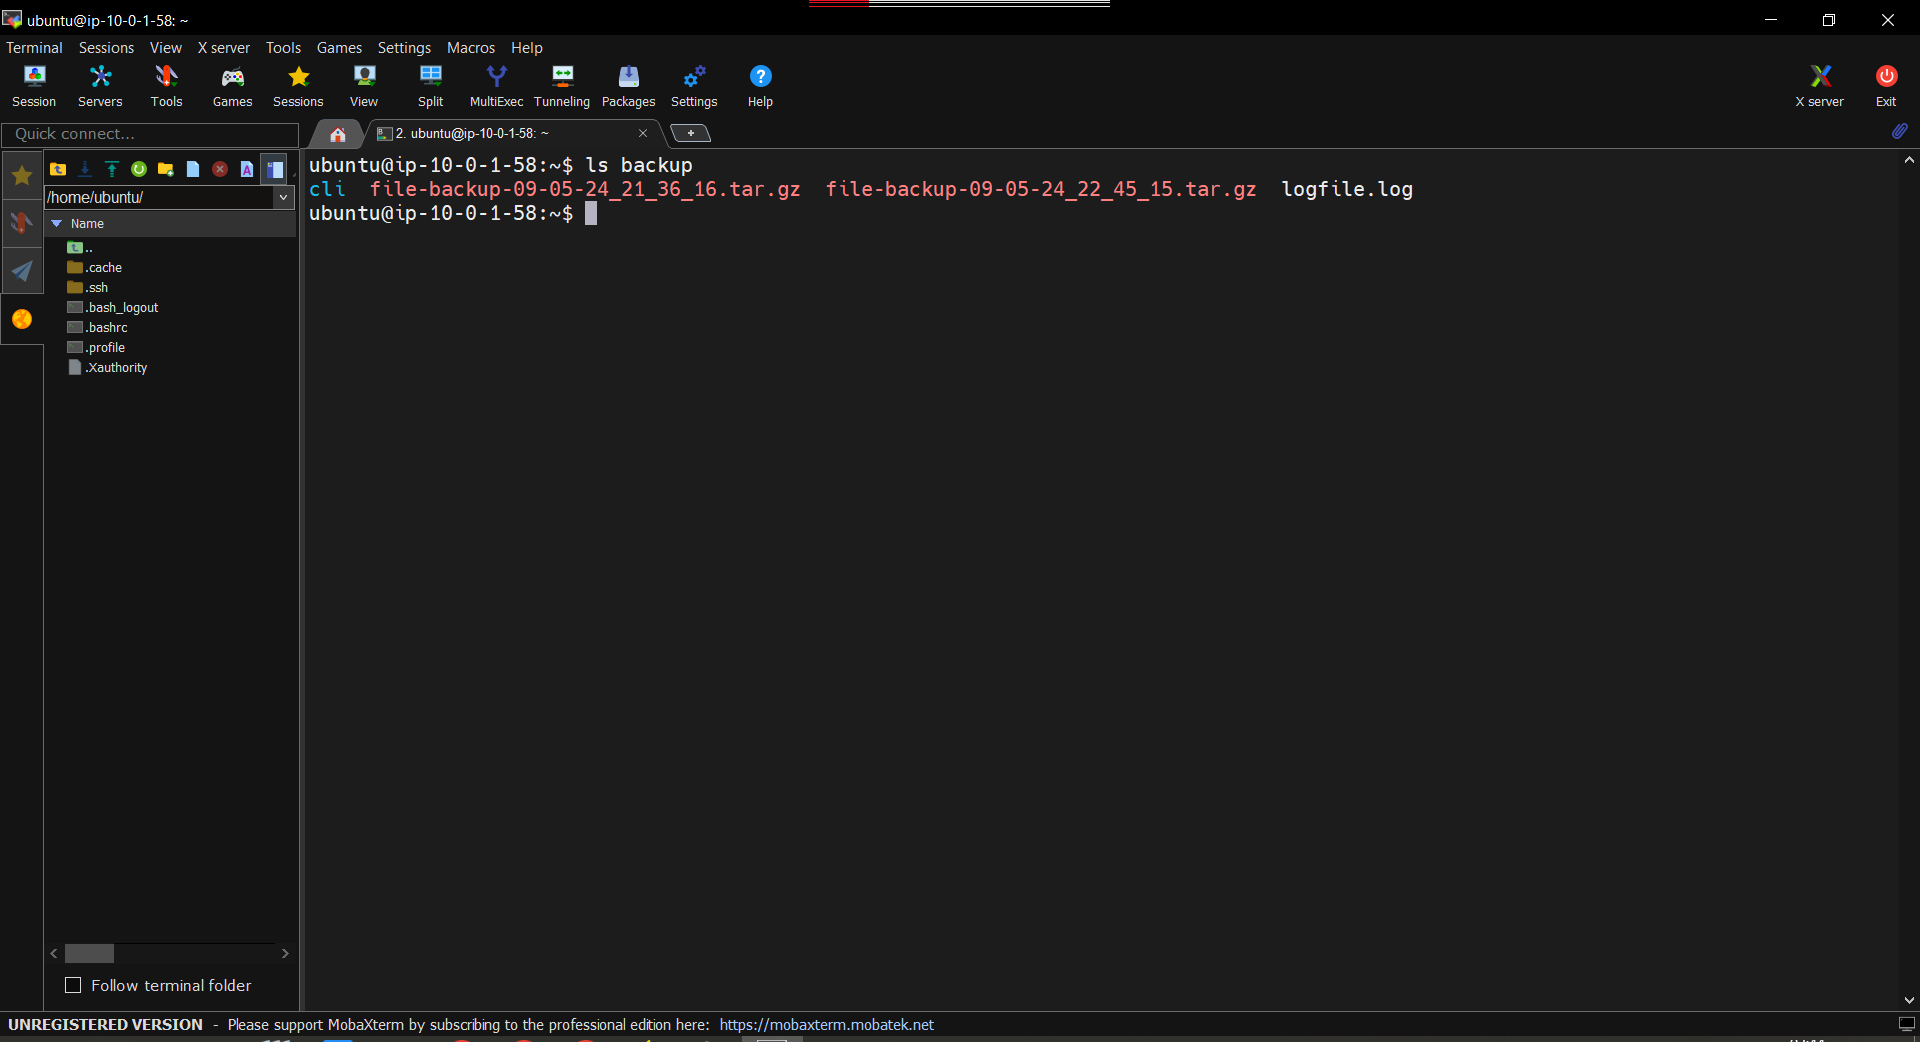 ubuntu@ip-10-0-1-58: ~
Terminal Sessions View X server Tools Games Settings Macros Help
Session Servers Tools Games Sessions View Split MultiExec Tunneling Packages Settings Help X server Exit
Quick connect...
2. ubuntu@ip-10-0-1-58: ~
/home/ubuntu/
Name
..
.cache
.ssh
.bash_logout
.bashrc
.profile
.Xauthority
Follow terminal folder
ubuntu@ip-10-0-1-58:~$ ls backup
cli file-backup-09-05-24_21_36_16.tar.gz file-backup-09-05-24_22_45_15.tar.gz logfile.log
ubuntu@ip-10-0-1-58:~$
UNREGISTERED VERSION - Please support MobaXterm by subscribing to the professional edition here: https://mobaxterm.mobatek.net